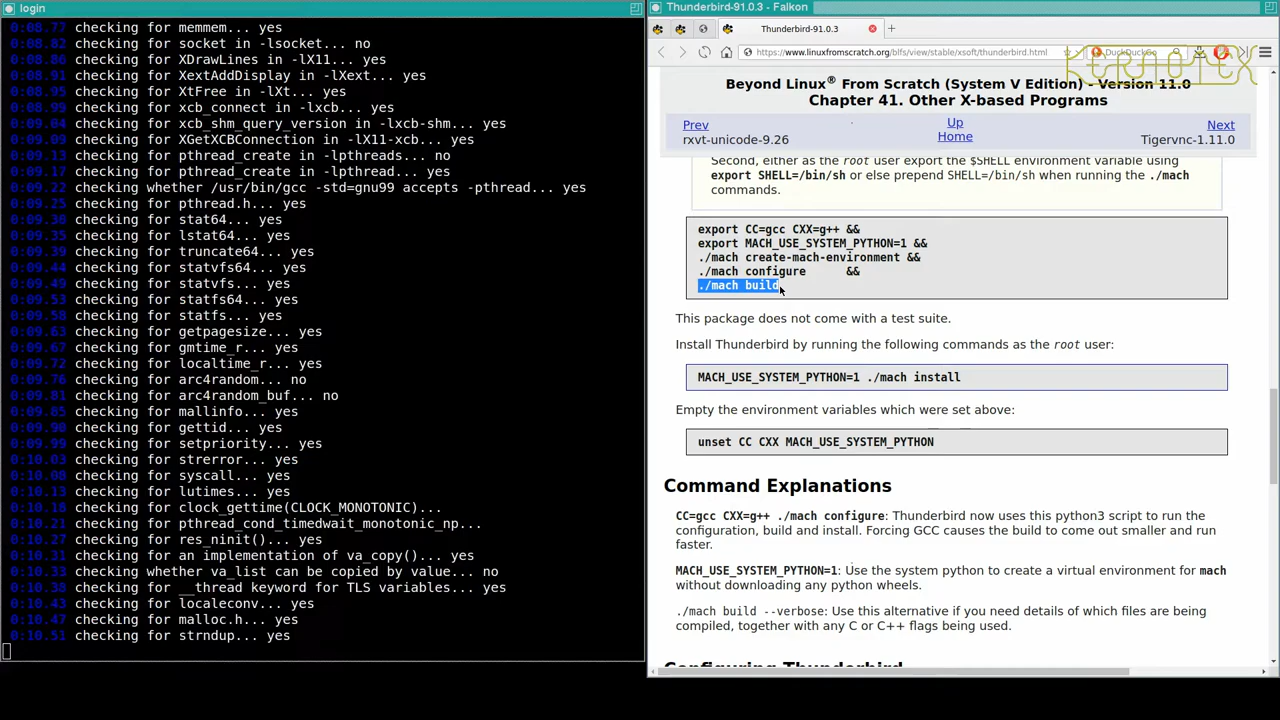 login
0:08.77 checking for memmem... yes
0:08.82 checking for socket in -lsocket... no
0:08.86 checking for XDrawLines in -lX11... yes
0:08.91 checking for XextAddDisplay in -lXext... yes
0:08.95 checking for XtFree in -lXt... yes
0:08.99 checking for xcb_connect in -lxcb... yes
0:09.04 checking for xcb_shm_query_version in -lxcb-shm... yes
0:09.09 checking for XGetXCBConnection in -lX11-xcb... yes
0:09.13 checking for pthread_create in -lpthreads... no
0:09.17 checking for pthread_create in -lpthread... yes
0:09.22 checking whether /usr/bin/gcc -std=gnu99 accepts -pthread... yes
0:09.25 checking for pthread.h... yes
0:09.30 checking for stat64... yes
0:09.35 checking for lstat64... yes
0:09.39 checking for truncate64... yes
0:09.44 checking for statvfs64... yes
0:09.49 checking for statvfs... yes
0:09.53 checking for statfs64... yes
0:09.58 checking for statfs... yes
0:09.63 checking for getpagesize... yes
0:09.67 checking for gmtime_r... yes
0:09.72 checking for localtime_r... yes
0:09.76 checking for arc4random... no
0:09.81 checking for arc4random_buf... no
0:09.85 checking for mallinfo... yes
0:09.90 checking for gettid... yes
0:09.99 checking for setpriority... yes
0:10.03 checking for strerror... yes
0:10.08 checking for syscall... yes
0:10.13 checking for lutimes... yes
0:10.18 checking for clock_gettime(CLOCK_MONOTONIC)...
0:10.21 checking for pthread_cond_timedwait_monotonic_np...
0:10.27 checking for res_ninit()... yes
0:10.31 checking for an implementation of va_copy()... yes
0:10.33 checking whether va_list can be copied by value... no
0:10.38 checking for __thread keyword for TLS variables... yes
0:10.43 checking for localeconv... yes
0:10.47 checking for malloc.h... yes
0:10.51 checking for strndup... yes
Thunderbird-91.0.3 - Falkon
Thunderbird-91.0.3
https://www.linuxfromscratch.org/blfs/view/stable/xsoft/thunderbird.html
DuckDuckGo
KERNOTEX
Beyond Linux® From Scratch (System V Edition) - Version 11.0
Chapter 41. Other X-based Programs
Prev Up Next
rxvt-unicode-9.26 Home Tigervnc-1.11.0
Second, either as the root user export the $SHELL environment variable using
export SHELL=/bin/sh or else prepend SHELL=/bin/sh when running the ./mach
commands.
export CC=gcc CXX=g++ &&
export MACH_USE_SYSTEM_PYTHON=1 &&
./mach create-mach-environment &&
./mach configure &&
./mach build
This package does not come with a test suite.
Install Thunderbird by running the following commands as the root user:
MACH_USE_SYSTEM_PYTHON=1 ./mach install
Empty the environment variables which were set above:
unset CC CXX MACH_USE_SYSTEM_PYTHON
Command Explanations
CC=gcc CXX=g++ ./mach configure: Thunderbird now uses this python3 script to run the
configuration, build and install. Forcing GCC causes the build to come out smaller and run
faster.
MACH_USE_SYSTEM_PYTHON=1: Use the system python to create a virtual environment for mach
without downloading any python wheels.
./mach build --verbose: Use this alternative if you need details of which files are being
compiled, together with any C or C++ flags being used.
Configuring Thunderbird